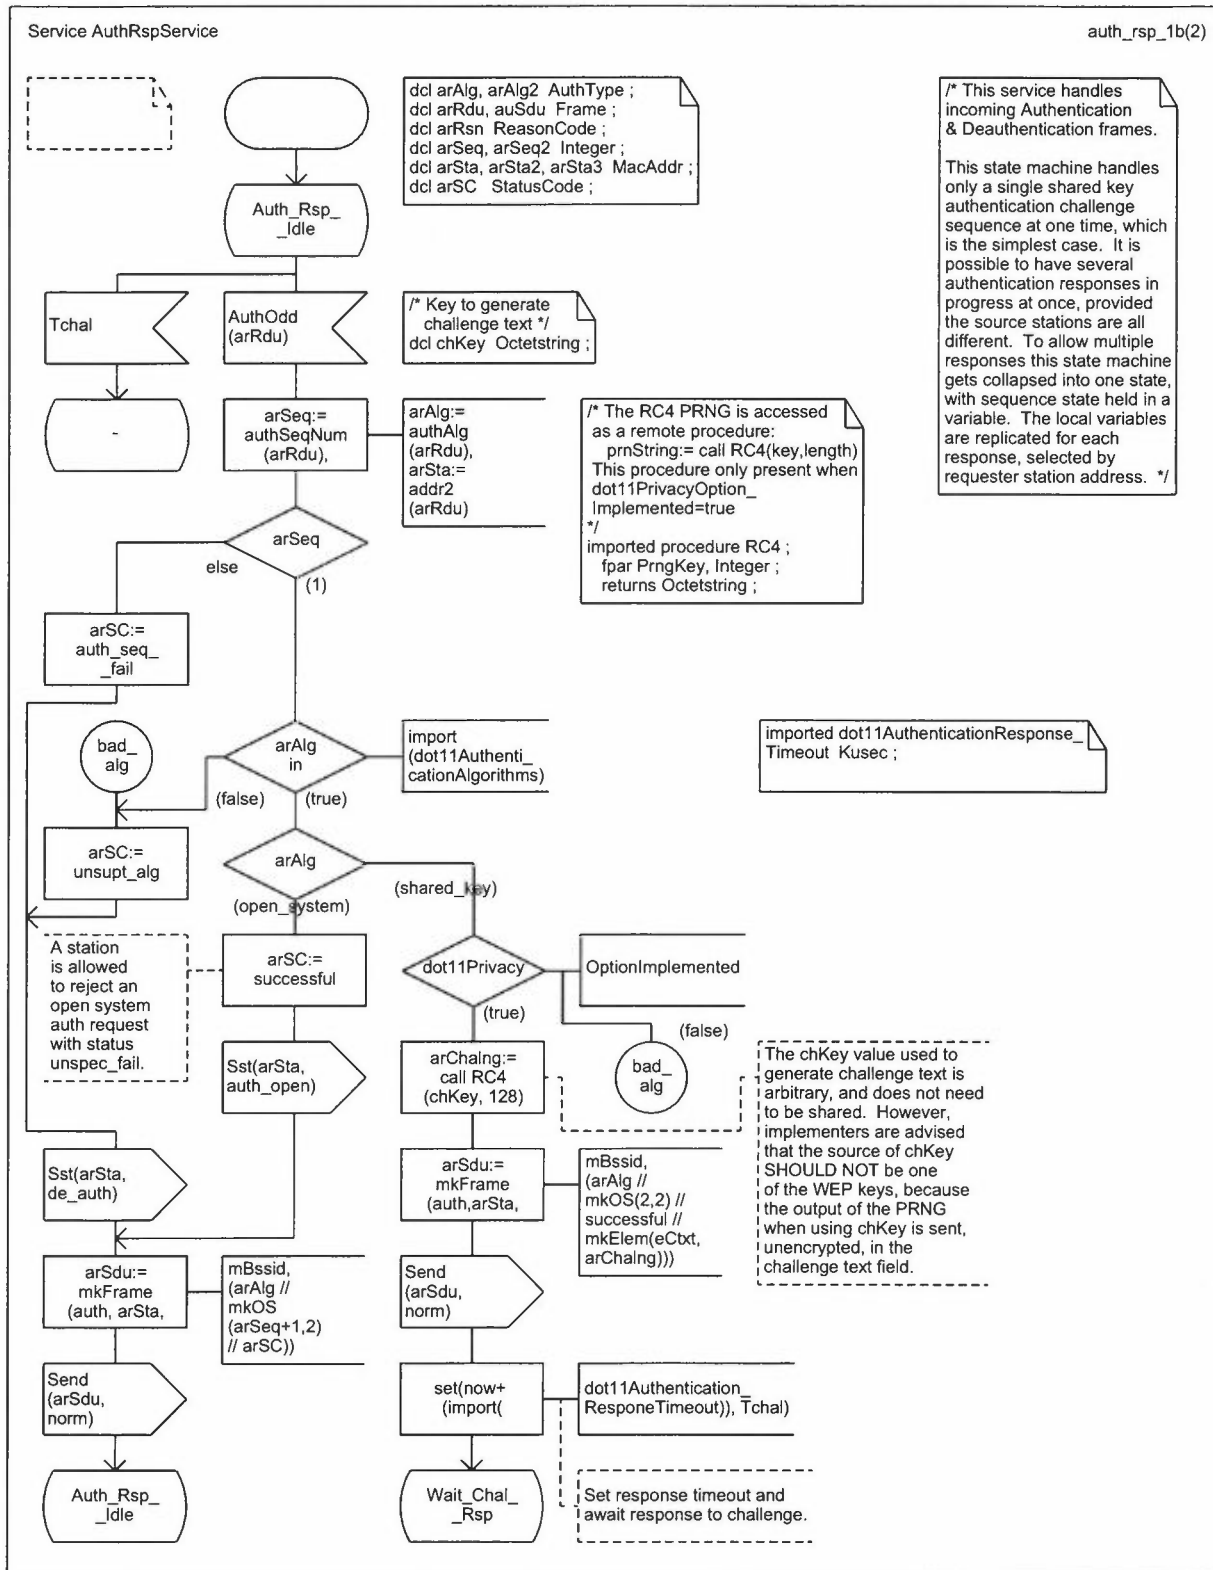 Service AuthRspService
auth_rsp_1b(2)
dcl arAlg, arAlg2 AuthType ;
dcl arRdu, auSdu Frame ;
dcl arRsn ReasonCode ;
dcl arSeq, arSeq2 Integer ;
dcl arSta, arSta2, arSta3 MacAddr ;
dcl arSC StatusCode ;
/* This service handles
incoming Authentication
& Deauthentication frames.
This state machine handles
only a single shared key
authentication challenge
sequence at one time, which
is the simplest case. It is
possible to have several
authentication responses in
progress at once, provided
the source stations are all
different. To allow multiple
responses this state machine
gets collapsed into one state,
with sequence state held in a
variable. The local variables
are replicated for each
response, selected by
requester station address. */
Auth_Rsp_
_Idle
Tchal
AuthOdd
(arRdu)
/* Key to generate
challenge text */
dcl chKey Octetstring ;
-
arSeq:=
authSeqNum
(arRdu),
arAlg:=
authAlg
(arRdu),
arSta:=
addr2
(arRdu)
/* The RC4 PRNG is accessed
as a remote procedure:
prnString:= call RC4(key,length)
This procedure only present when
dot11PrivacyOption_
Implemented=true
*/
imported procedure RC4 ;
fpar PrngKey, Integer ;
returns Octetstring ;
arSeq
else
(1)
arSC:=
auth_seq_
_fail
bad_
alg
arAlg
in
import
(dot11Authenti_
cationAlgorithms)
imported dot11AuthenticationResponse_
Timeout Kusec ;
(false)
(true)
arSC:=
unsupt_alg
arAlg
(shared_key)
(open_system)
A station
is allowed
to reject an
open system
auth request
with status
unspec_fail.
arSC:=
successful
dot11Privacy
OptionImplemented
(true)
(false)
Sst(arSta,
auth_open)
arChalng:=
call RC4
(chKey, 128)
bad_
alg
The chKey value used to
generate challenge text is
arbitrary, and does not need
to be shared. However,
implementers are advised
that the source of chKey
SHOULD NOT be one
of the WEP keys, because
the output of the PRNG
when using chKey is sent,
unencrypted, in the
challenge text field.
Sst(arSta,
de_auth)
arSdu:=
mkFrame
(auth,arSta,
mBssid,
(arAlg //
mkOS(2,2) //
successful //
mkElem(eCtxt,
arChalng)))
arSdu:=
mkFrame
(auth, arSta,
mBssid,
(arAlg //
mkOS
(arSeq+1,2)
// arSC))
Send
(arSdu,
norm)
Send
(arSdu,
norm)
set(now+
(import(
dot11Authentication_
ResponeTimeout)), Tchal)
Auth_Rsp_
_Idle
Wait_Chal_
_Rsp
Set response timeout and
await response to challenge.